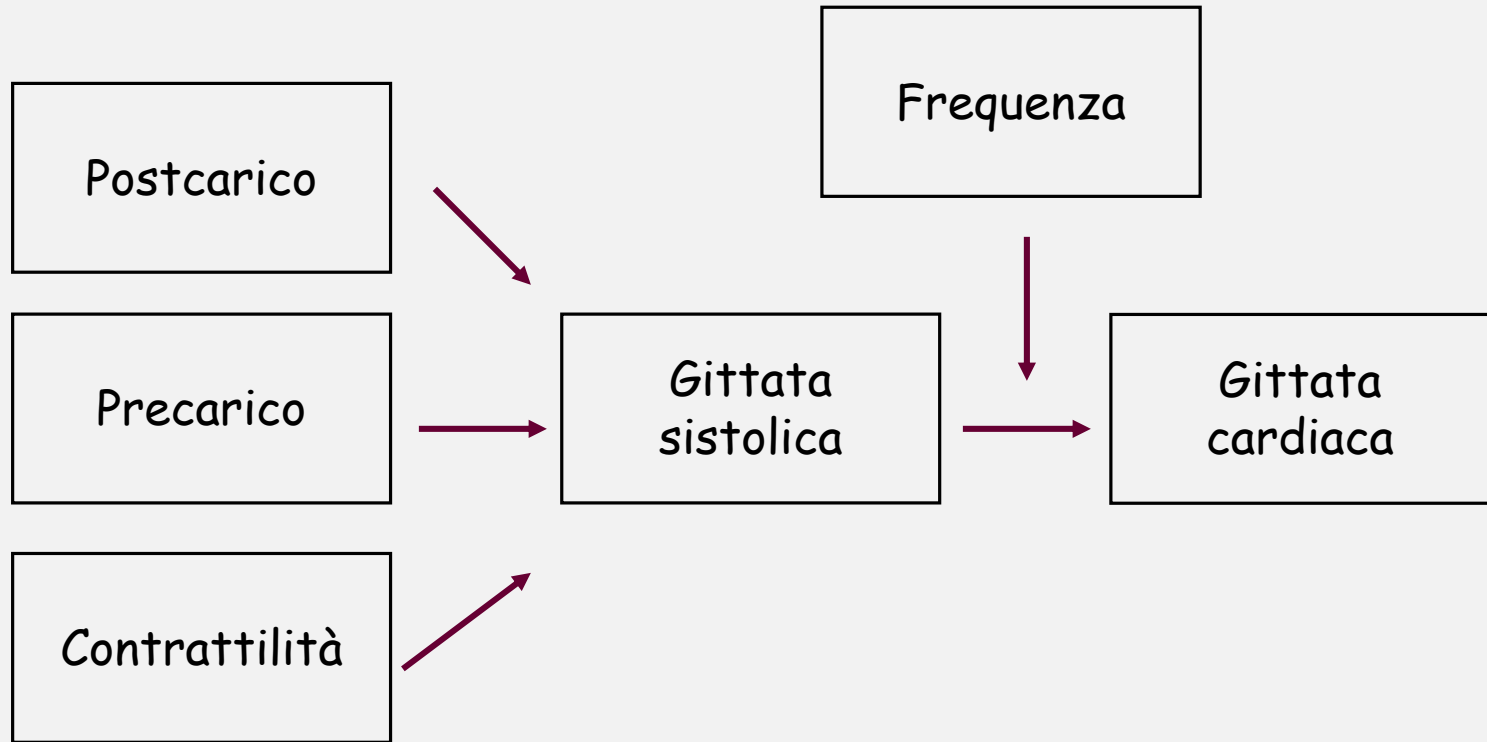 Frequenza
Postcarico
Precarico
Gittata
sistolica
Gittata
cardiaca
Contrattilità